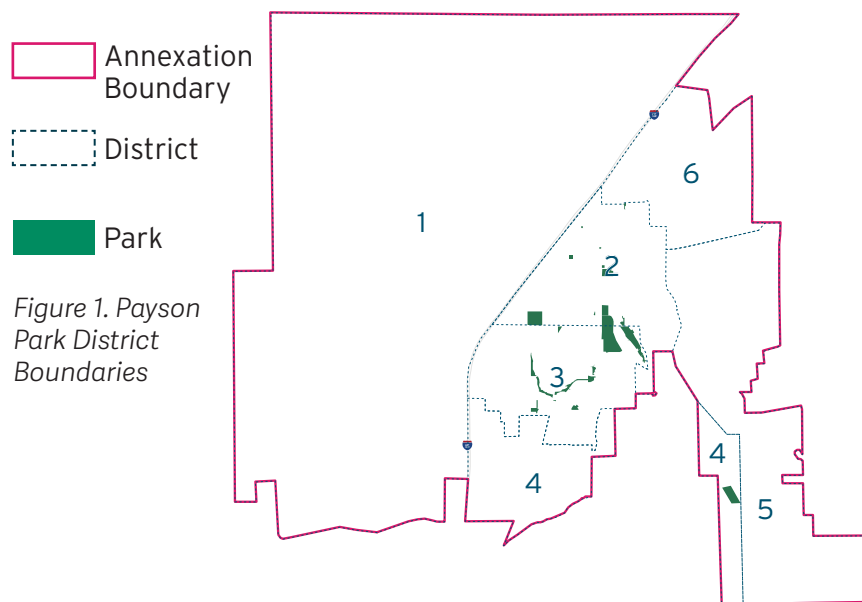 Annexation
Boundary
District
Park
Figure 1. Payson
Park District
Boundaries
1
6
2
3
4
4
5